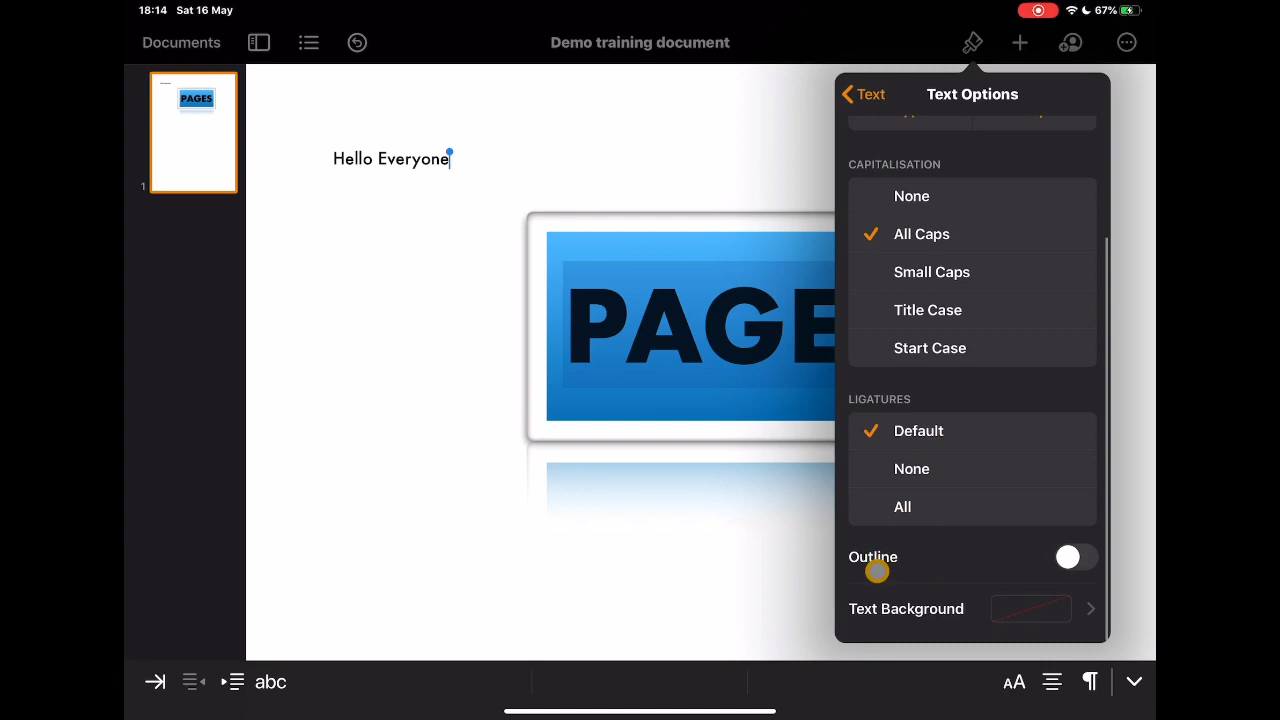 18:14 Sat 16 May 67%
Documents Demo training document
Text Text Options
PAGES
1
Hello Everyone
PAGE
CAPITALISATION
None
All Caps
Small Caps
Title Case
Start Case
LIGATURES
Default
None
All
Outline
Text Background
abc AA